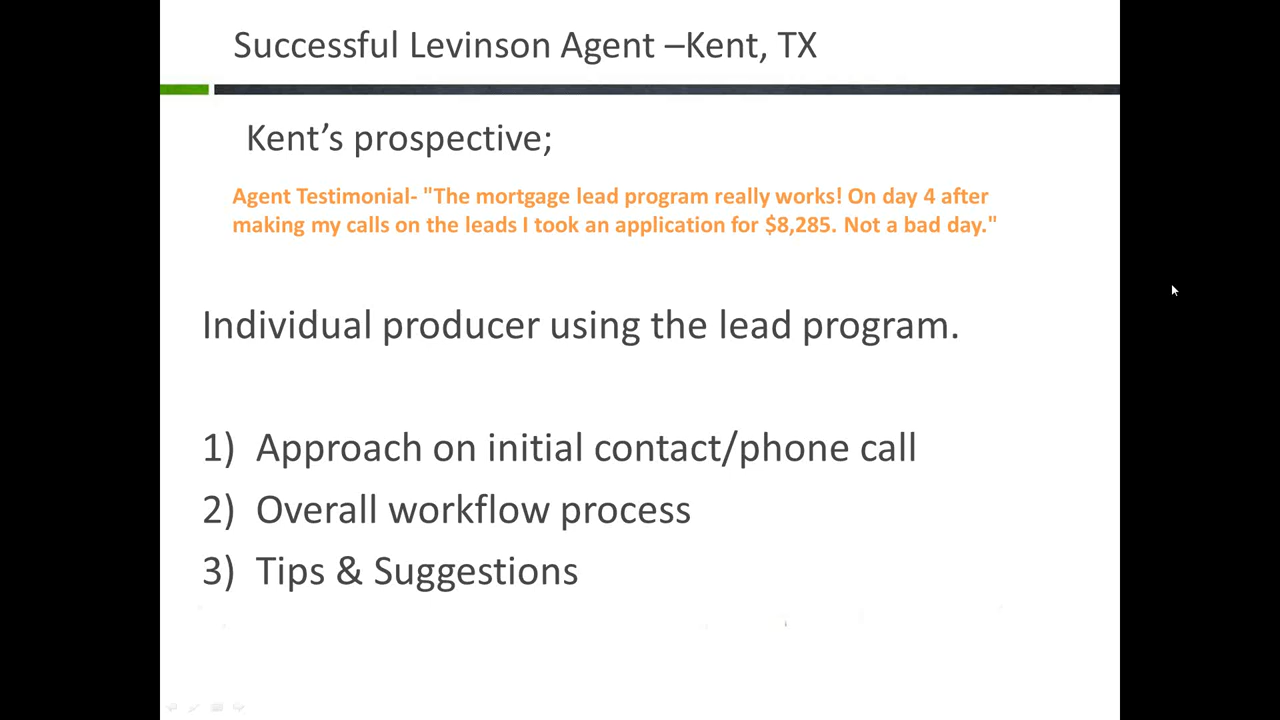 Successful Levinson Agent –Kent, TX
Kent’s prospective;
Agent Testimonial- "The mortgage lead program really works! On day 4 after
making my calls on the leads I took an application for $8,285. Not a bad day."
Individual producer using the lead program.
1) Approach on initial contact/phone call
2) Overall workflow process
3) Tips & Suggestions